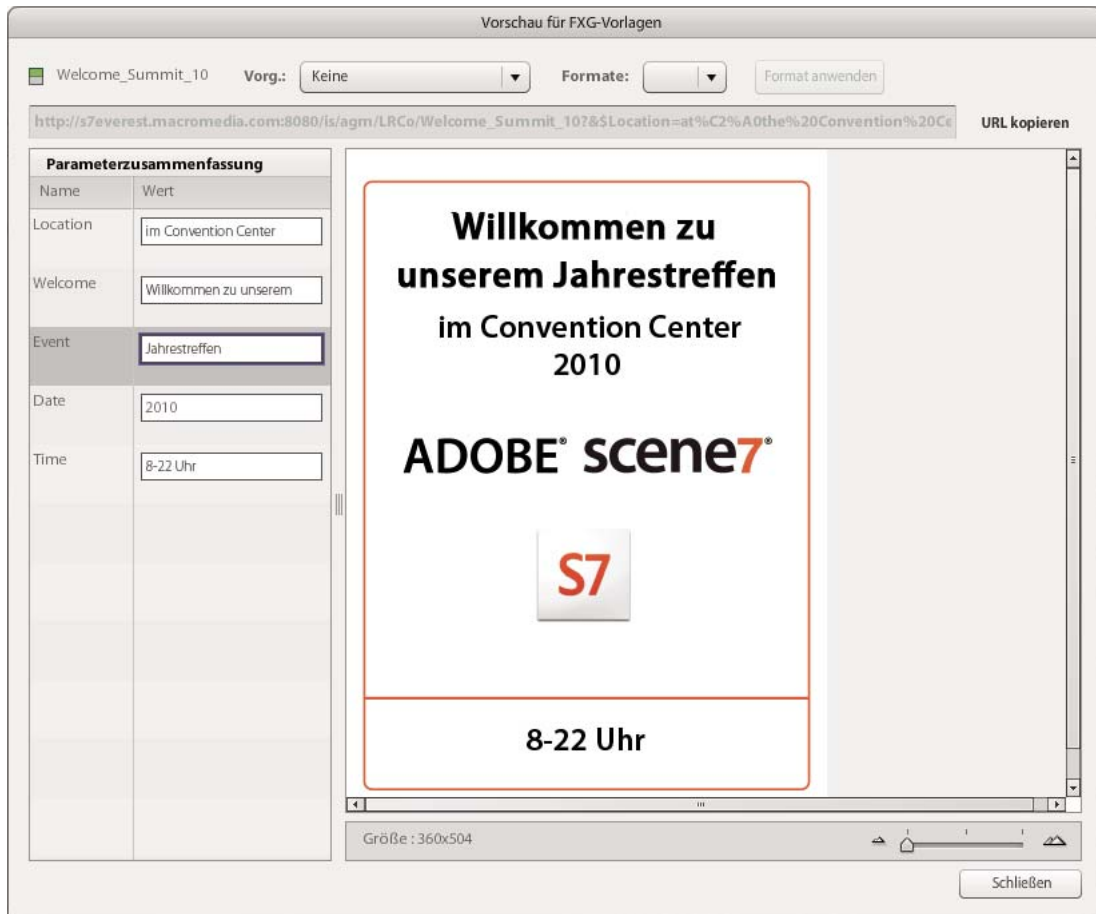 Vorschau für FXG-Vorlagen
Welcome_Summit_10 Vorg.: Keine Formate: Format anwenden
http://s7everest.macromedia.com:8080/is/agm/LRCo/Welcome_Summit_10?&$Location=at%C2%A0the%20Convention%20Ce URL kopieren
Parameterzusammenfassung
Name Wert
Location im Convention Center
Welcome Willkommen zu unserem
Event Jahrestreffen
Date 2010
Time 8-22 Uhr
Willkommen zu
unserem Jahrestreffen
im Convention Center
2010
ADOBE® scene7®
S7
8-22 Uhr
Größe : 360x504
Schließen